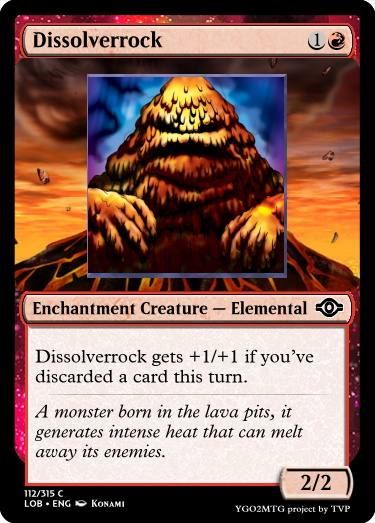 Dissolverrock 1
Enchantment Creature — Elemental
Dissolverrock gets +1/+1 if you've
discarded a card this turn.
A monster born in the lava pits, it
generates intense heat that can melt
away its enemies.
2/2
112/315 C
LOB • ENG Konami
YGO2MTG project by TVP